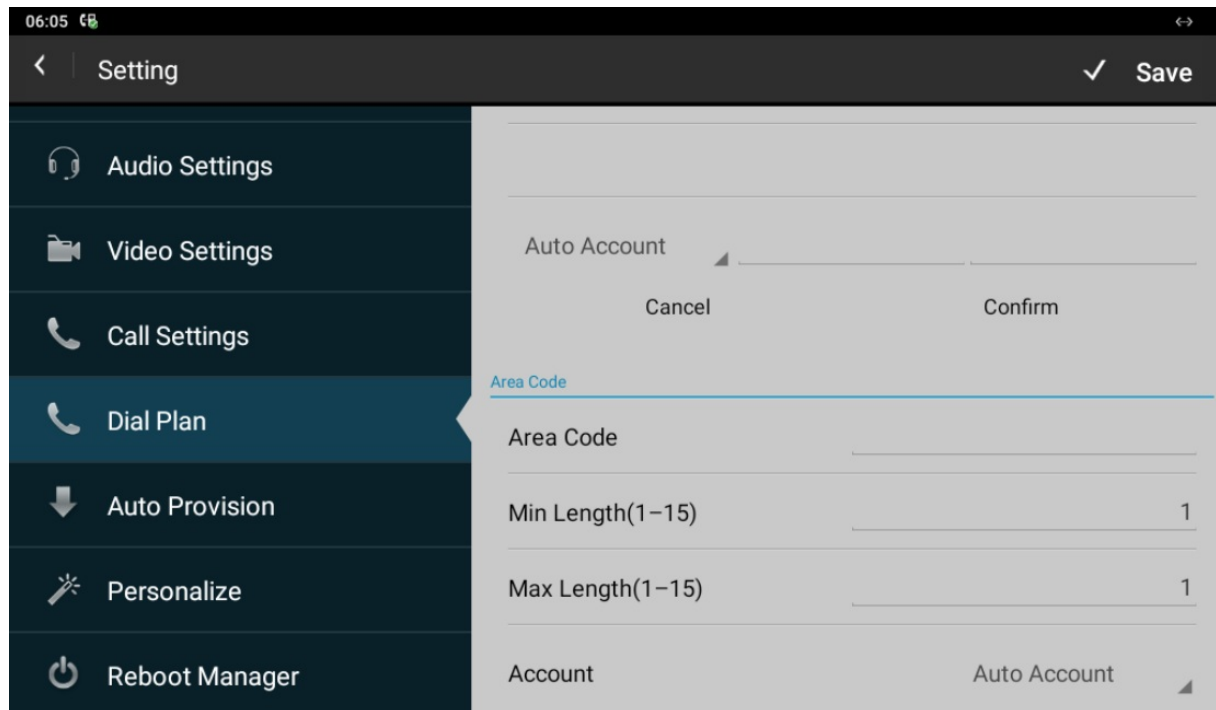 06:05
Setting
Save
Audio Settings
Video Settings
Call Settings
Dial Plan
Auto Provision
Personalize
Reboot Manager
Auto Account
Cancel Confirm
Area Code
Area Code
Min Length(1–15) 1
Max Length(1–15) 1
Account Auto Account